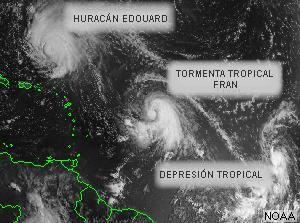 HURACÁN EDOUARD
TORMENTA TROPICAL
FRAN
DEPRESIÓN TROPICAL
NOAA